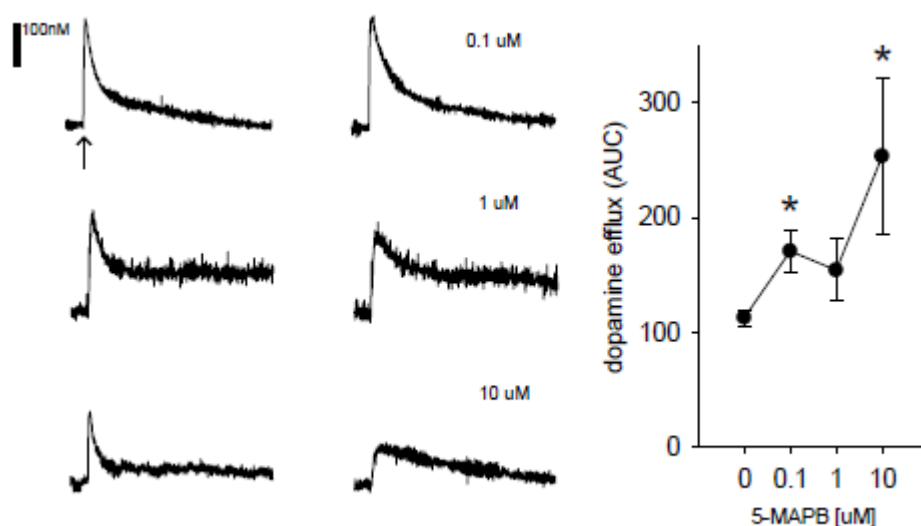 100nM
0.1 uM
1 uM
10 uM
dopamine efflux (AUC)
*
*
300
200
100
0
0 0.1 1 10
5-MAPB [uM]